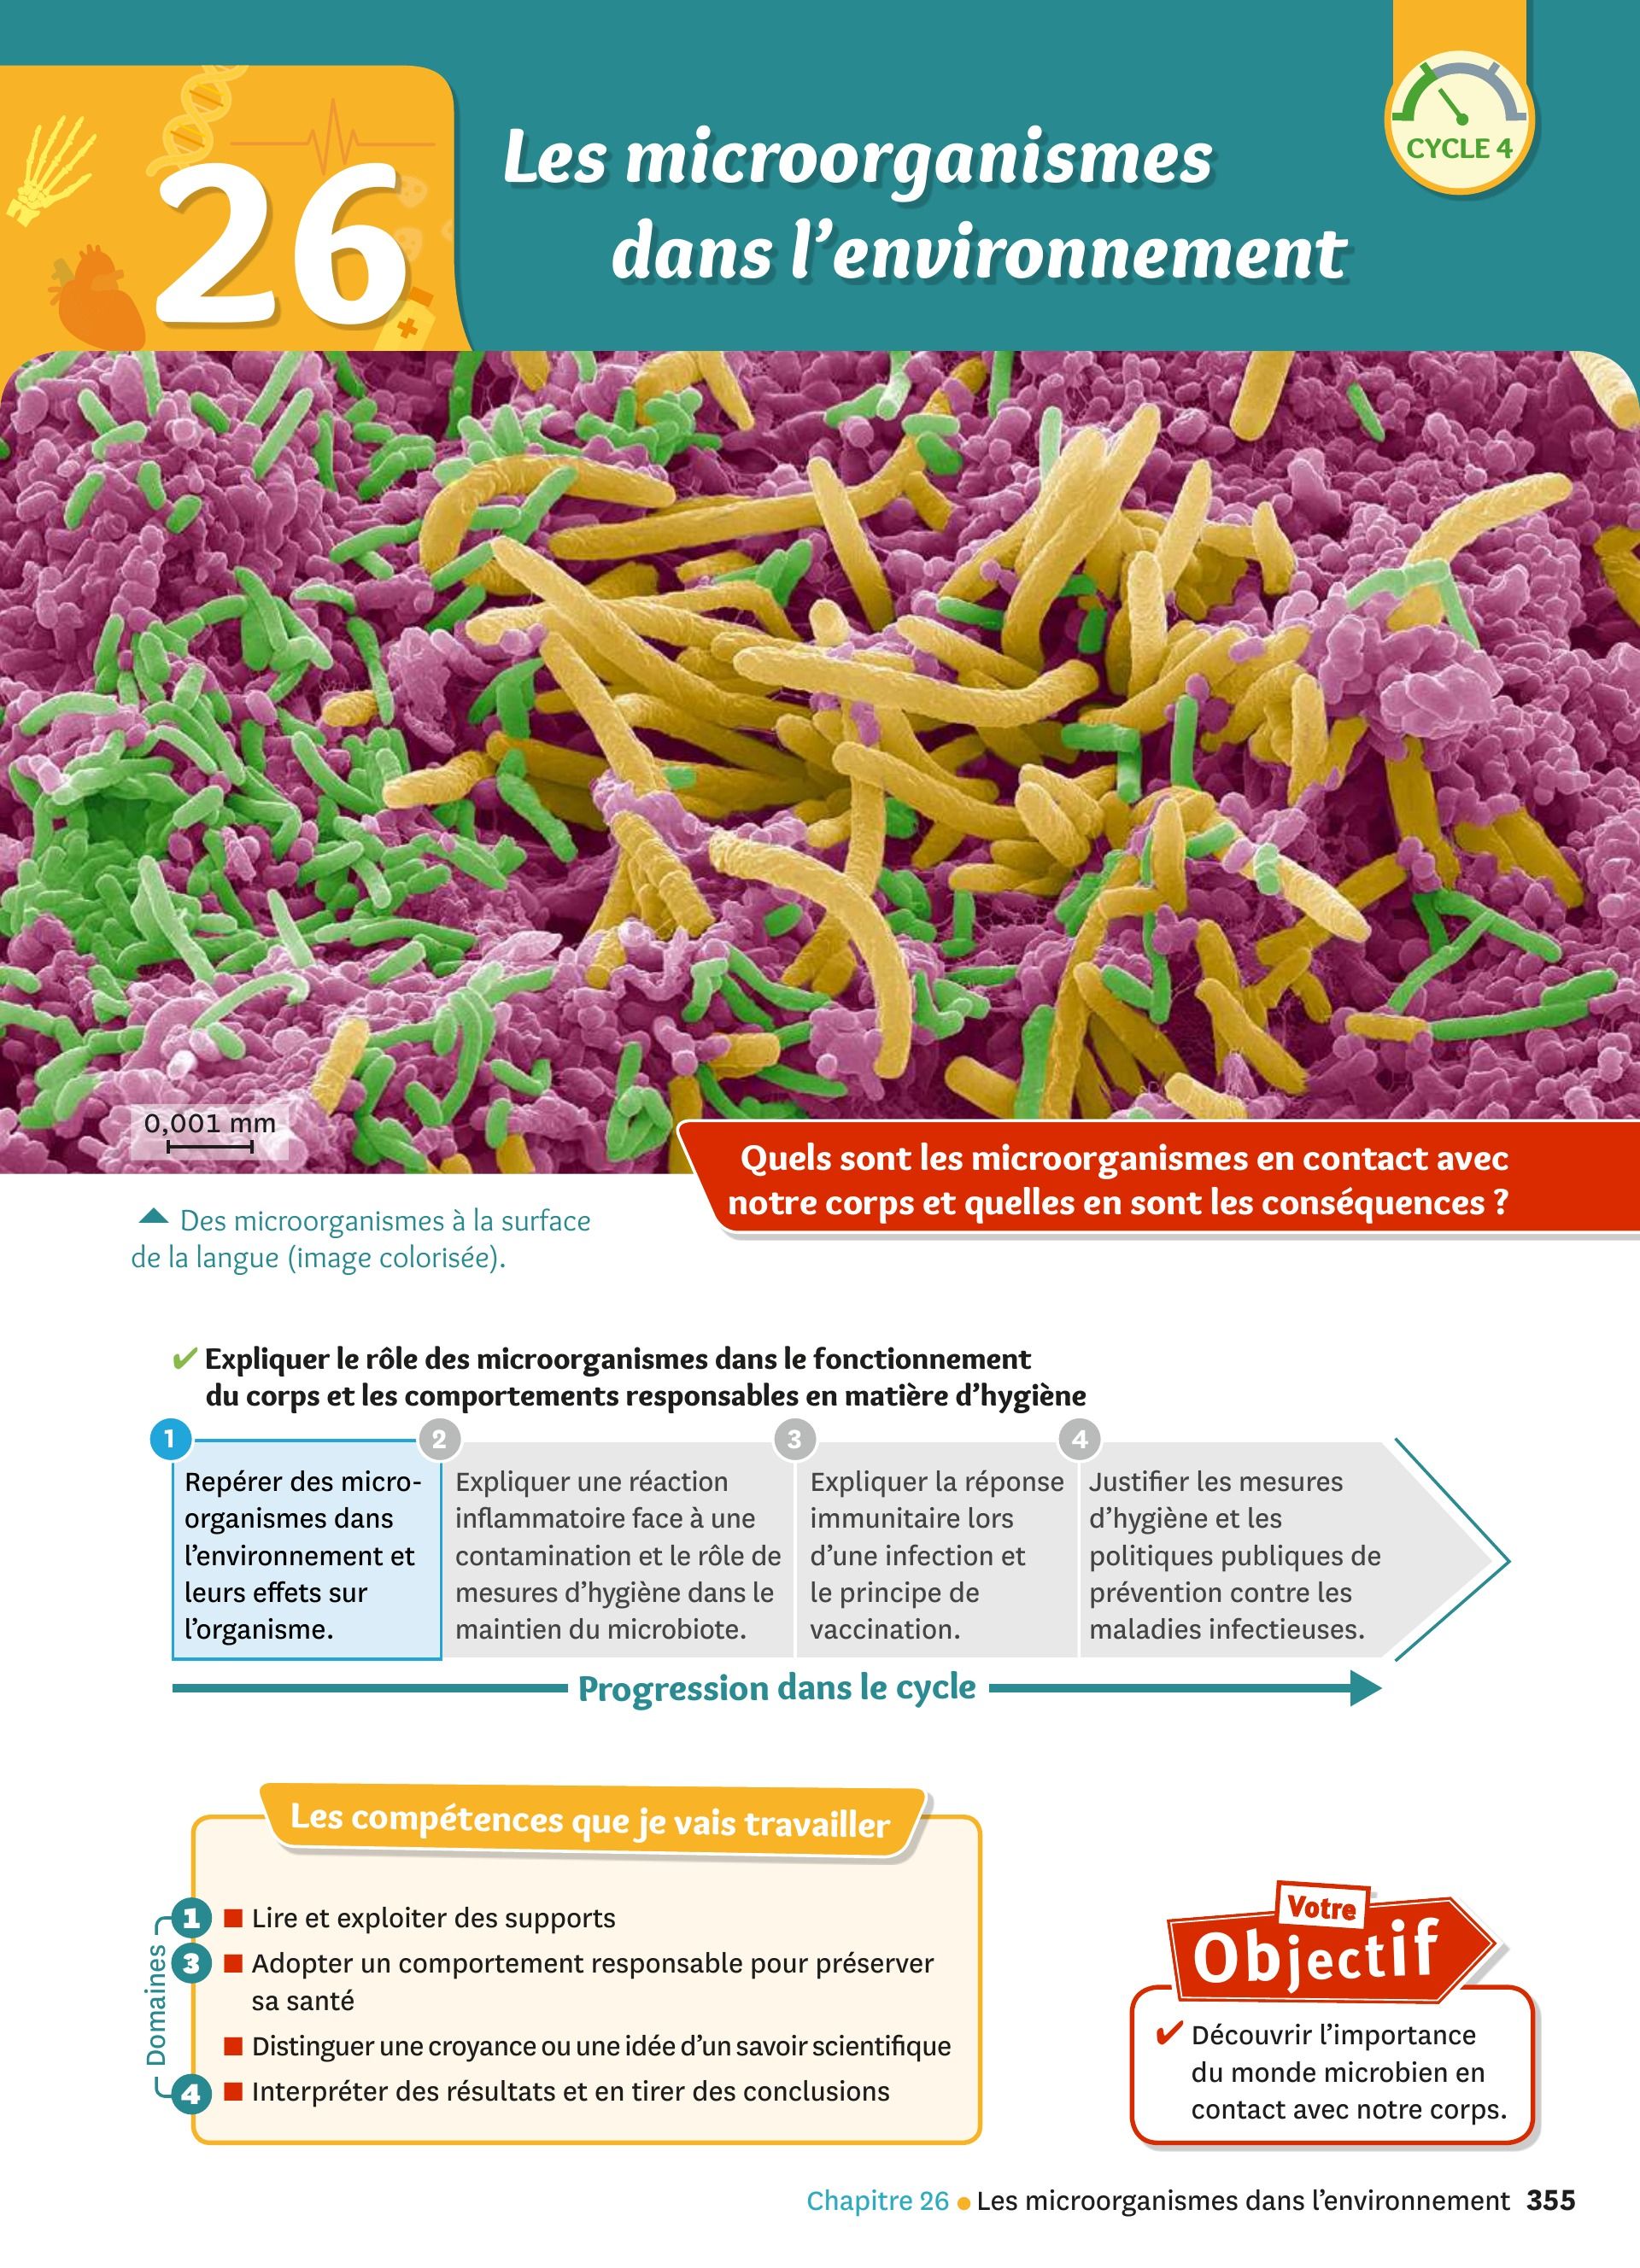 26
Les microorganismes
dans l'environnement
CYCLE 4
0,001 mm
Quels sont les microorganismes en contact avec
notre corps et quelles en sont les conséquences ?
Des microorganismes à la surface
de la langue (image colorisée).
✔ Expliquer le rôle des microorganismes dans le fonctionnement
du corps et les comportements responsables en matière d'hygiène
1
Repérer des micro-
organismes dans
l'environnement et
leurs effets sur
l'organisme.
2
Expliquer une réaction
inflammatoire face à une
contamination et le rôle de
mesures d'hygiène dans le
maintien du microbiote.
3
Expliquer la réponse
immunitaire lors
d'une infection et
le principe de
vaccination.
4
Justifier les mesures
d'hygiène et les
politiques publiques de
prévention contre les
maladies infectieuses.
Progression dans le cycle
Les compétences que je vais travailler
Domaines
1 ■ Lire et exploiter des supports
3 ■ Adopter un comportement responsable pour préserver
sa santé
■ Distinguer une croyance ou une idée d'un savoir scientifique
4 ■ Interpréter des résultats et en tirer des conclusions
Votre
Objectif
✔ Découvrir l'importance
du monde microbien en
contact avec notre corps.
Chapitre 26 ● Les microorganismes dans l'environnement 355